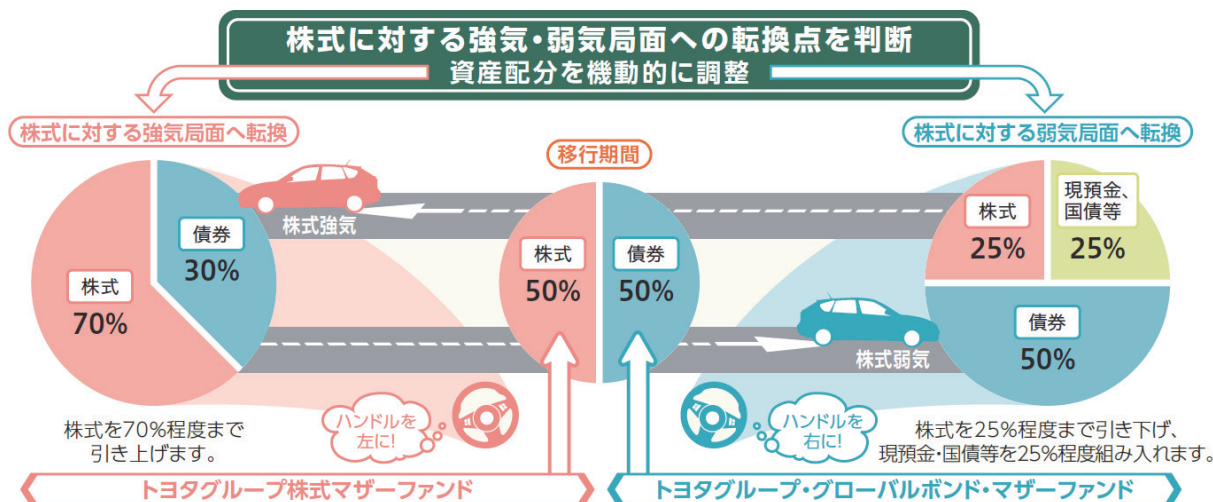 株式に対する強気・弱気局面への転換点を判断
資産配分を機動的に調整
株式に対する強気局面へ転換
移行期間
株式に対する弱気局面へ転換
債券
30%
株式
70%
株式強気
株式
50%
債券
50%
株式
25%
現預金、
国債等
25%
債券
50%
株式弱気
株式を70%程度まで
引き上げます。
ハンドルを
左に!
ハンドルを
右に!
株式を25%程度まで引き下げ、
現預金・国債等を25%程度組み入れます。
トヨタグループ株式マザーファンド
トヨタグループ・グローバルボンド・マザーファンド